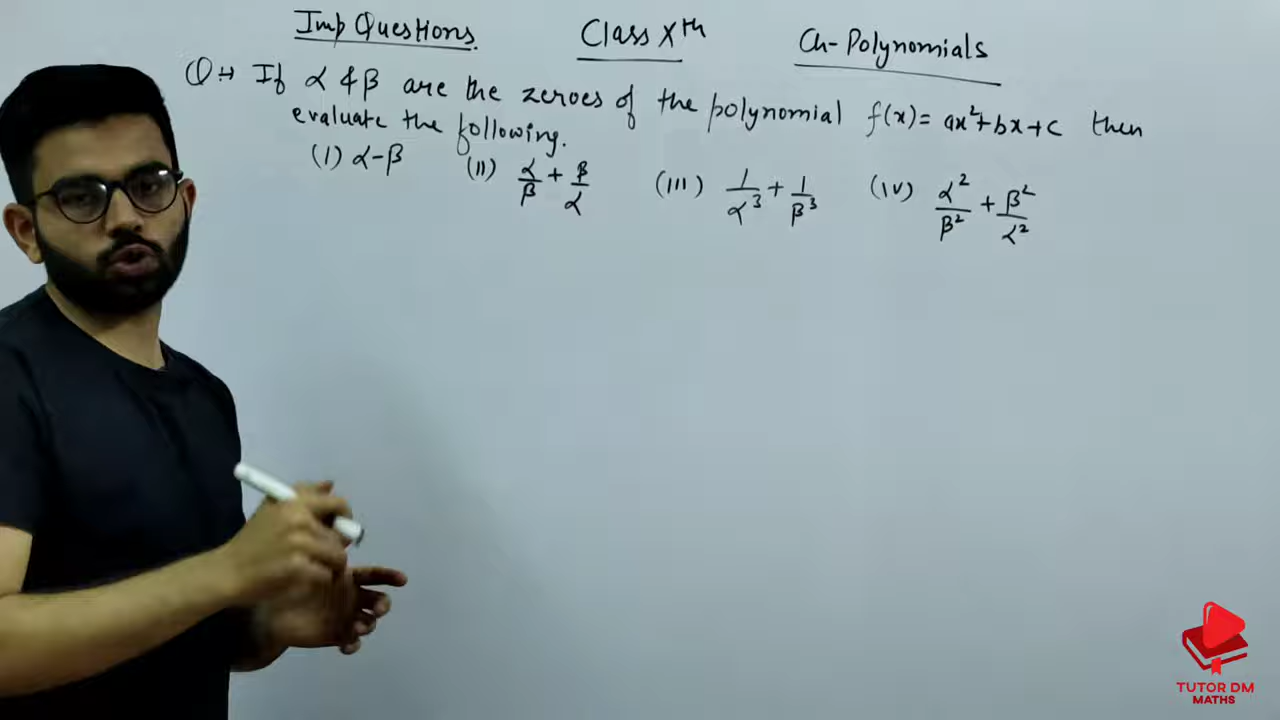 Imp Questions. Class Xth Ch-Polynomials
Q:→ If α & β are the zeroes of the polynomial f(x) = ax²+bx+c then
evaluate the following.
(I) α-β (II) α/β + β/α (III) 1/α³ + 1/β³ (IV) α²/β² + β²/α²
TUTOR DM
MATHS